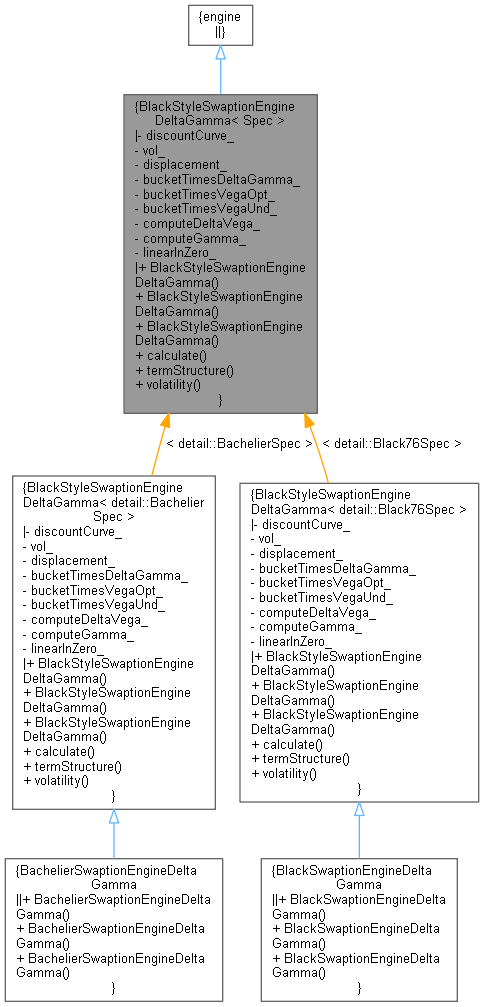 {engine
||}
{BlackStyleSwaptionEngine
DeltaGamma< Spec >
|- discountCurve_
- vol_
- displacement_
- bucketTimesDeltaGamma_
- bucketTimesVegaOpt_
- bucketTimesVegaUnd_
- computeDeltaVega_
- computeGamma_
- linearInZero_
|+ BlackStyleSwaptionEngine
DeltaGamma()
+ BlackStyleSwaptionEngine
DeltaGamma()
+ BlackStyleSwaptionEngine
DeltaGamma()
+ calculate()
+ termStructure()
+ volatility()
}
< detail::BachelierSpec >
< detail::Black76Spec >
{BlackStyleSwaptionEngine
DeltaGamma< detail::Bachelier
Spec >
|- discountCurve_
- vol_
- displacement_
- bucketTimesDeltaGamma_
- bucketTimesVegaOpt_
- bucketTimesVegaUnd_
- computeDeltaVega_
- computeGamma_
- linearInZero_
|+ BlackStyleSwaptionEngine
DeltaGamma()
+ BlackStyleSwaptionEngine
DeltaGamma()
+ BlackStyleSwaptionEngine
DeltaGamma()
+ calculate()
+ termStructure()
+ volatility()
}
{BlackStyleSwaptionEngine
DeltaGamma< detail::Black76Spec >
|- discountCurve_
- vol_
- displacement_
- bucketTimesDeltaGamma_
- bucketTimesVegaOpt_
- bucketTimesVegaUnd_
- computeDeltaVega_
- computeGamma_
- linearInZero_
|+ BlackStyleSwaptionEngine
DeltaGamma()
+ BlackStyleSwaptionEngine
DeltaGamma()
+ BlackStyleSwaptionEngine
DeltaGamma()
+ calculate()
+ termStructure()
+ volatility()
}
{BachelierSwaptionEngineDelta
Gamma
||+ BachelierSwaptionEngineDelta
Gamma()
+ BachelierSwaptionEngineDelta
Gamma()
+ BachelierSwaptionEngineDelta
Gamma()
}
{BlackSwaptionEngineDelta
Gamma
||+ BlackSwaptionEngineDelta
Gamma()
+ BlackSwaptionEngineDelta
Gamma()
+ BlackSwaptionEngineDelta
Gamma()
}